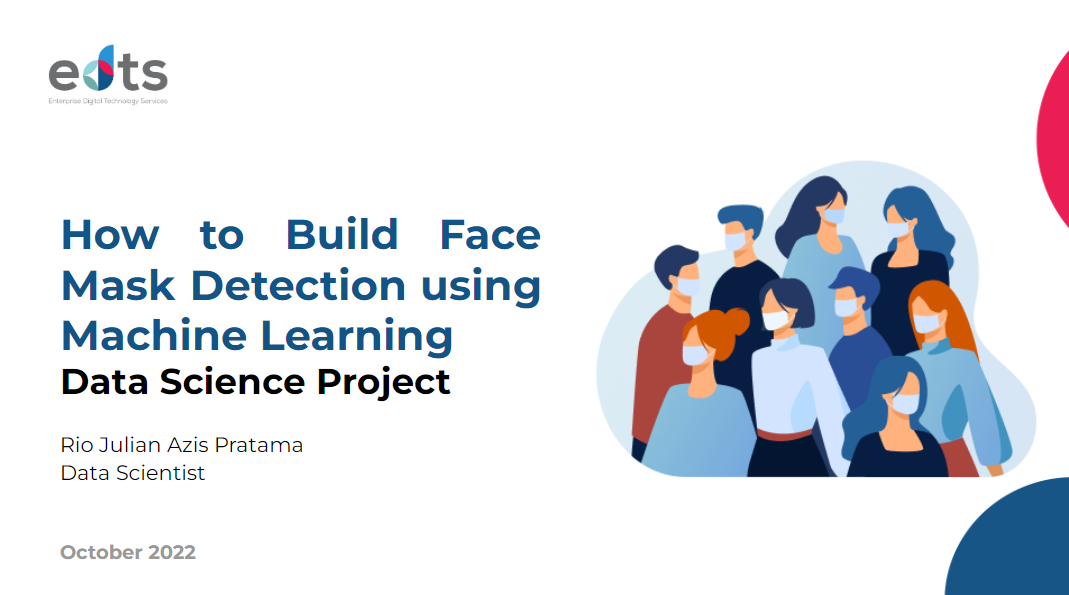 edts
Enterprise Digital Technology Services
How to Build Face
Mask Detection using
Machine Learning
Data Science Project
Rio Julian Azis Pratama
Data Scientist
October 2022